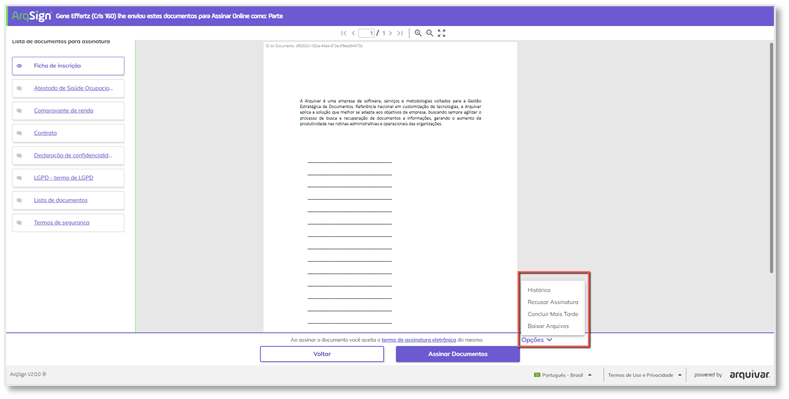 ArqSign Gene Effertz (Cris 160) lhe enviou estes documentos para Assinar Online como: Parte
Lista de documentos para assinatura
1 / 1
Ficha de inscrição
Atestado de Saúde Ocupacio...
Comprovante de renda
Contrato
Declaração de confidencialid...
LGPD - termo de LGPD
Lista de documentos
Termos de segurança
A Arquivar é uma empresa de software, serviços e metodologias voltados para a Gestão
Estratégica de Documentos. Referência nacional em customização de tecnologias, a Arquivar
aplica a solução que melhor se adapta aos objetivos da empresa, buscando sempre agilizar o
processo de busca e recuperação de documentos e informações, gerando o aumento da
produtividade nas rotinas administrativas e operacionais das organizações.
Histórico
Recusar Assinatura
Concluir Mais Tarde
Baixar Arquivos
Opções
Ao assinar o documento você aceita o termo de assinatura eletrônica do mesmo.
Voltar
Assinar Documentos
ArqSign V2.0.0 ®
Português - Brasil
Termos de Uso e Privacidade
powered by arquivar